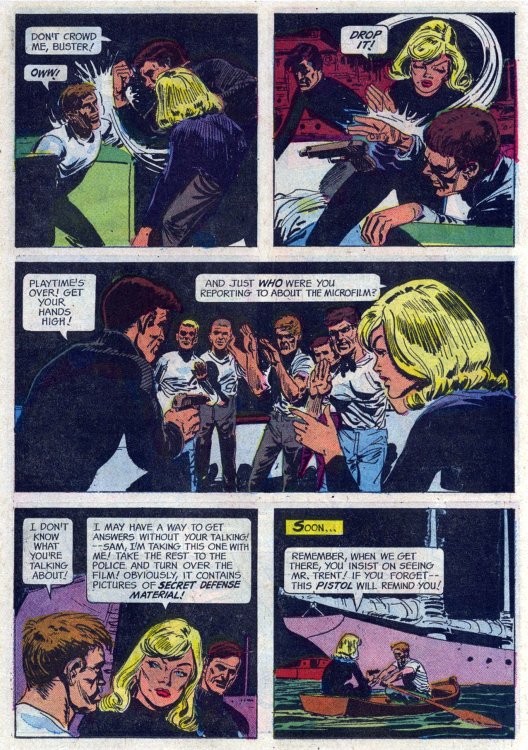 DON'T CROWD
ME, BUSTER!
OWW!
DROP
IT!
PLAYTIME'S
OVER! GET
YOUR
HANDS
HIGH!
AND JUST WHO WERE YOU
REPORTING TO ABOUT THE MICROFILM?
I DON'T
KNOW
WHAT
YOU'RE
TALKING
ABOUT!
I MAY HAVE A WAY TO GET
ANSWERS WITHOUT YOUR TALKING!
--SAM, I'M TAKING THIS ONE WITH
ME! TAKE THE REST TO THE
POLICE AND TURN OVER THE
FILM! OBVIOUSLY, IT CONTAINS
PICTURES OF SECRET DEFENSE
MATERIAL!
SOON...
REMEMBER, WHEN WE GET
THERE, YOU INSIST ON SEEING
MR. TRENT! IF YOU FORGET--
THIS PISTOL WILL REMIND YOU!